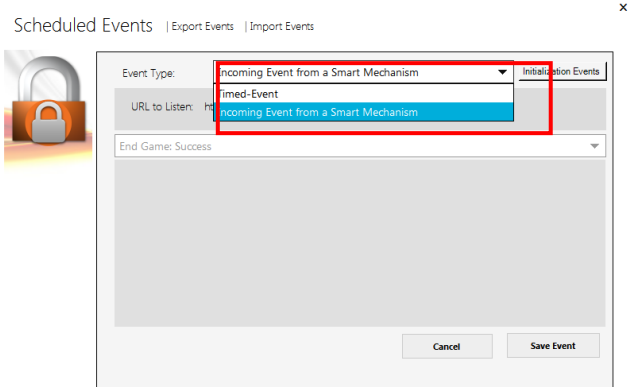 x
Scheduled Events | Export Events | Import Events
Event Type: Incoming Event from a Smart Mechanism Initialization Events
Timed-Event
URL to Listen: Incoming Event from a Smart Mechanism
End Game: Success
Cancel Save Event